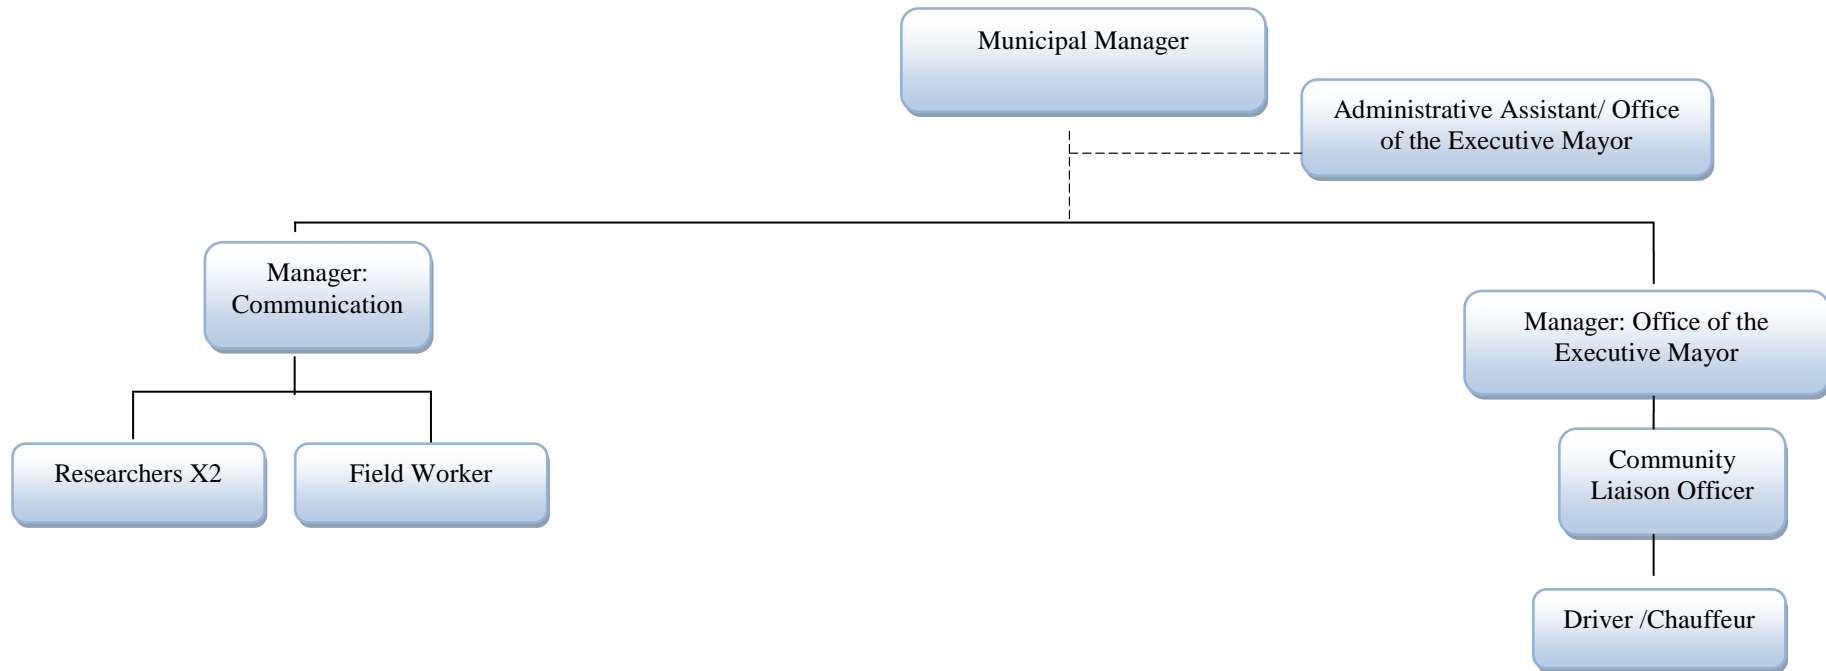 Municipal Manager
Administrative Assistant/ Office
of the Executive Mayor
Manager:
Communication
Manager: Office of the
Executive Mayor
Researchers X2
Field Worker
Community
Liaison Officer
Driver /Chauffeur